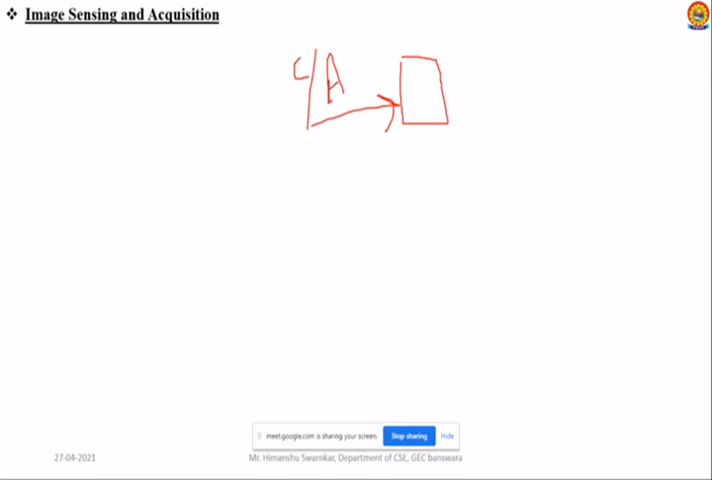 ❖ Image Sensing and Acquisition
A
meet.google.com is sharing your screen. Stop sharing Hide
27-04-2021 Mr. Himanshu Swarnkar, Department of CSE, GEC banswara